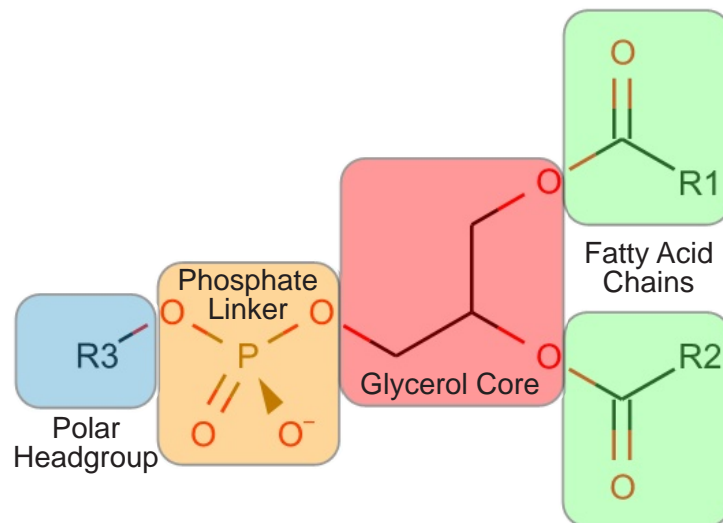 O
O
R1
Fatty Acid
Chains
Phosphate
Linker
O
O
R3
P
O
O⁻
Glycerol Core
O
R2
Polar
Headgroup
O